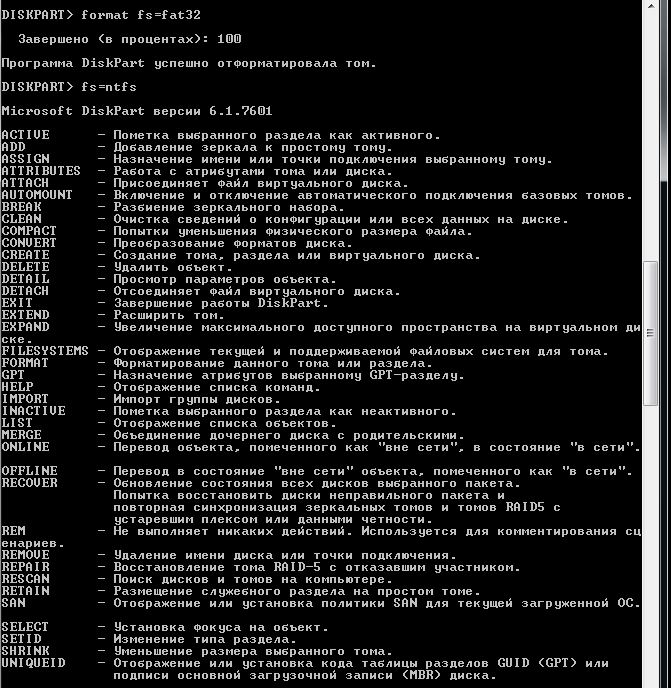 DISKPART> format fs=fat32
Завершено (в процентах): 100
Программа DiskPart успешно отформатировала том.
DISKPART> fs=ntfs
Microsoft DiskPart версии 6.1.7601
ACTIVE - Пометка выбранного раздела как активного.
ADD - Добавление зеркала к простому тому.
ASSIGN - Назначение имени или точки подключения выбранному тому.
ATTRIBUTES - Работа с атрибутами тома или диска.
ATTACH - Присоединяет файл виртуального диска.
AUTOMOUNT - Включение и отключение автоматического подключения базовых томов.
BREAK - Разбиение зеркального набора.
CLEAN - Очистка сведений о конфигурации или всех данных на диске.
COMPACT - Попытки уменьшения физического размера файла.
CONVERT - Преобразование форматов диска.
CREATE - Создание тома, раздела или виртуального диска.
DELETE - Удалить объект.
DETAIL - Просмотр параметров объекта.
DETACH - Отсоединяет файл виртуального диска.
EXIT - Завершение работы DiskPart.
EXTEND - Расширить том.
EXPAND - Увеличение максимального доступного пространства на виртуальном ди
ске.
FILESYSTEMS - Отображение текущей и поддерживаемой файловых систем для тома.
FORMAT - Форматирование данного тома или раздела.
GPT - Назначение атрибутов выбранному GPT-разделу.
HELP - Отображение списка команд.
IMPORT - Импорт группы дисков.
INACTIVE - Пометка выбранного раздела как неактивного.
LIST - Отображение списка объектов.
MERGE - Объединение дочернего диска с родительскими.
ONLINE - Перевод объекта, помеченного как "вне сети", в состояние "в сети".
OFFLINE - Перевод в состояние "вне сети" объекта, помеченного как "в сети".
RECOVER - Обновление состояния всех дисков выбранного пакета.
Попытка восстановить диски неправильного пакета и
повторная синхронизация зеркальных томов и томов RAID5 с
устаревшим плексом или данными четности.
REM - Не выполняет никаких действий. Используется для комментирования сц
енариев.
REMOVE - Удаление имени диска или точки подключения.
REPAIR - Восстановление тома RAID-5 с отказавшим участником.
RESCAN - Поиск дисков и томов на компьютере.
RETAIN - Размещение служебного раздела на простом томе.
SAN - Отображение или установка политики SAN для текущей загруженной ОС.
SELECT - Установка фокуса на объект.
SETID - Изменение типа раздела.
SHRINK - Уменьшение размера выбранного тома.
UNIQUEID - Отображение или установка кода таблицы разделов GUID (GPT) или
подписи основной загрузочной записи (MBR) диска.